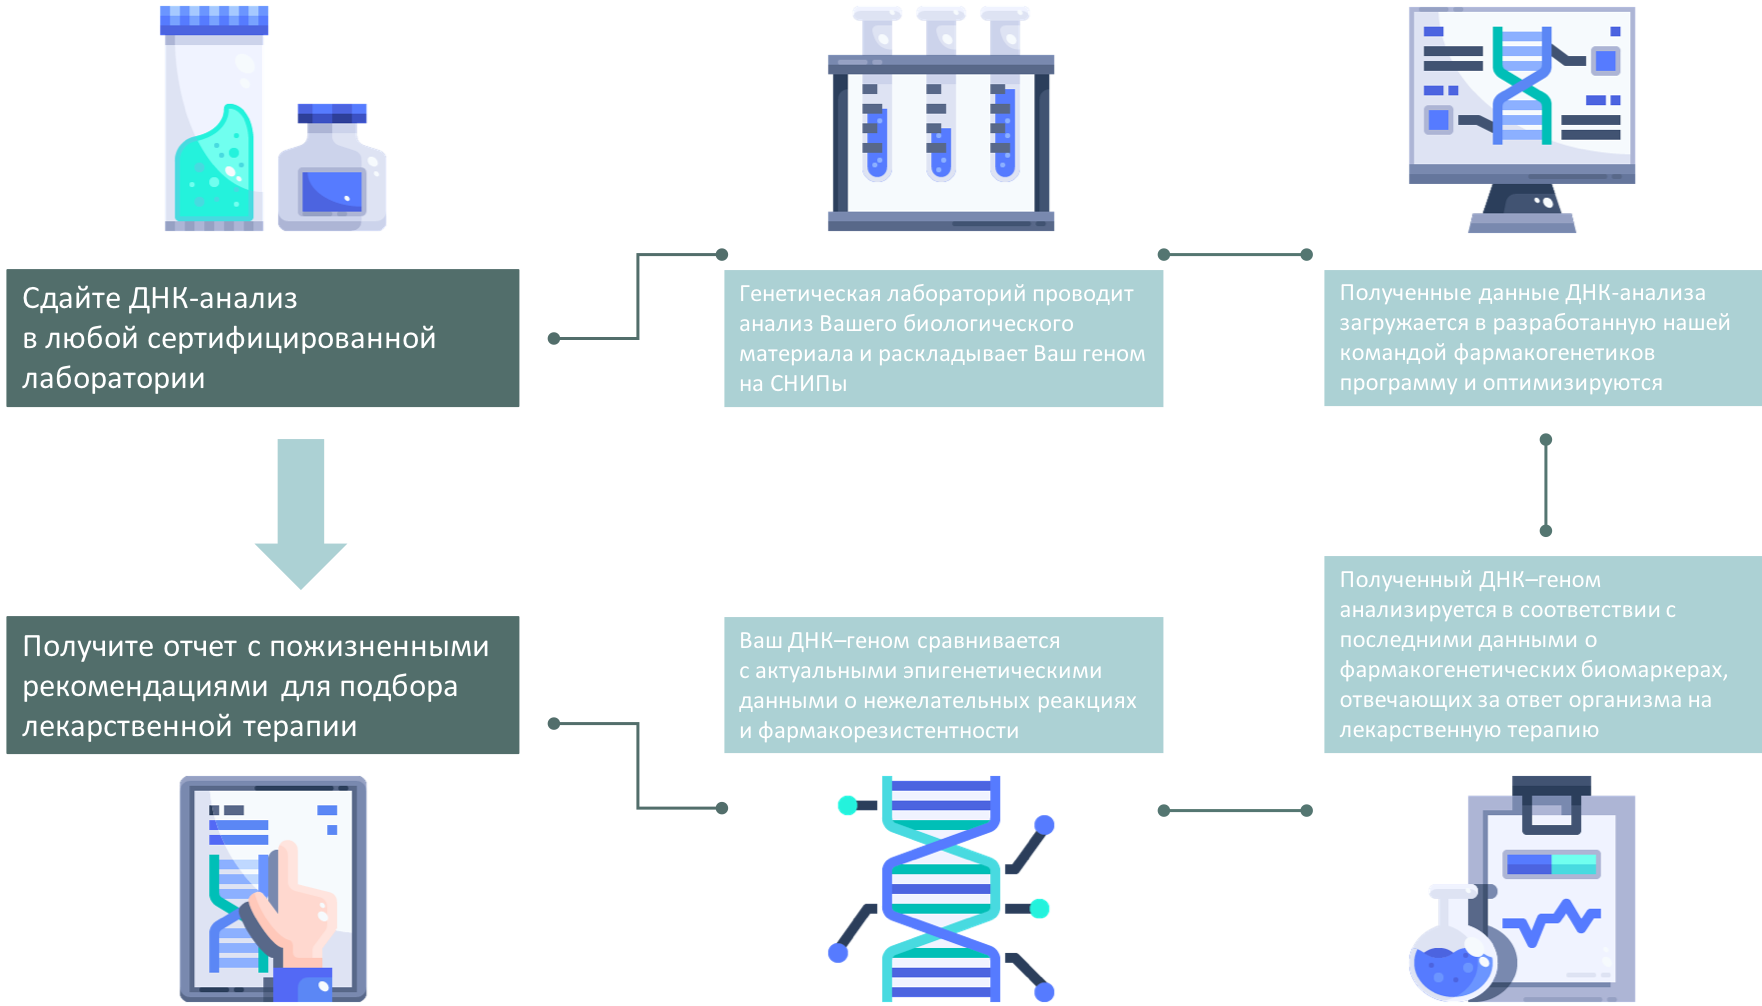 Сдайте ДНК-анализ
в любой сертифицированной
лаборатории
Генетическая лабораторий проводит
анализ Вашего биологического
материала и раскладывает Ваш геном
на СНИПы
Полученные данные ДНК-анализа
загружается в разработанную нашей
командой фармакогенетиков
программу и оптимизируются
Полученный ДНК–геном
анализируется в соответствии с
последними данными о
фармакогенетических биомаркерах,
отвечающих за ответ организма на
лекарственную терапию
Ваш ДНК–геном сравнивается
с актуальными эпигенетическими
данными о нежелательных реакциях
и фармакорезистентности
Получите отчет с пожизненными
рекомендациями для подбора
лекарственной терапии